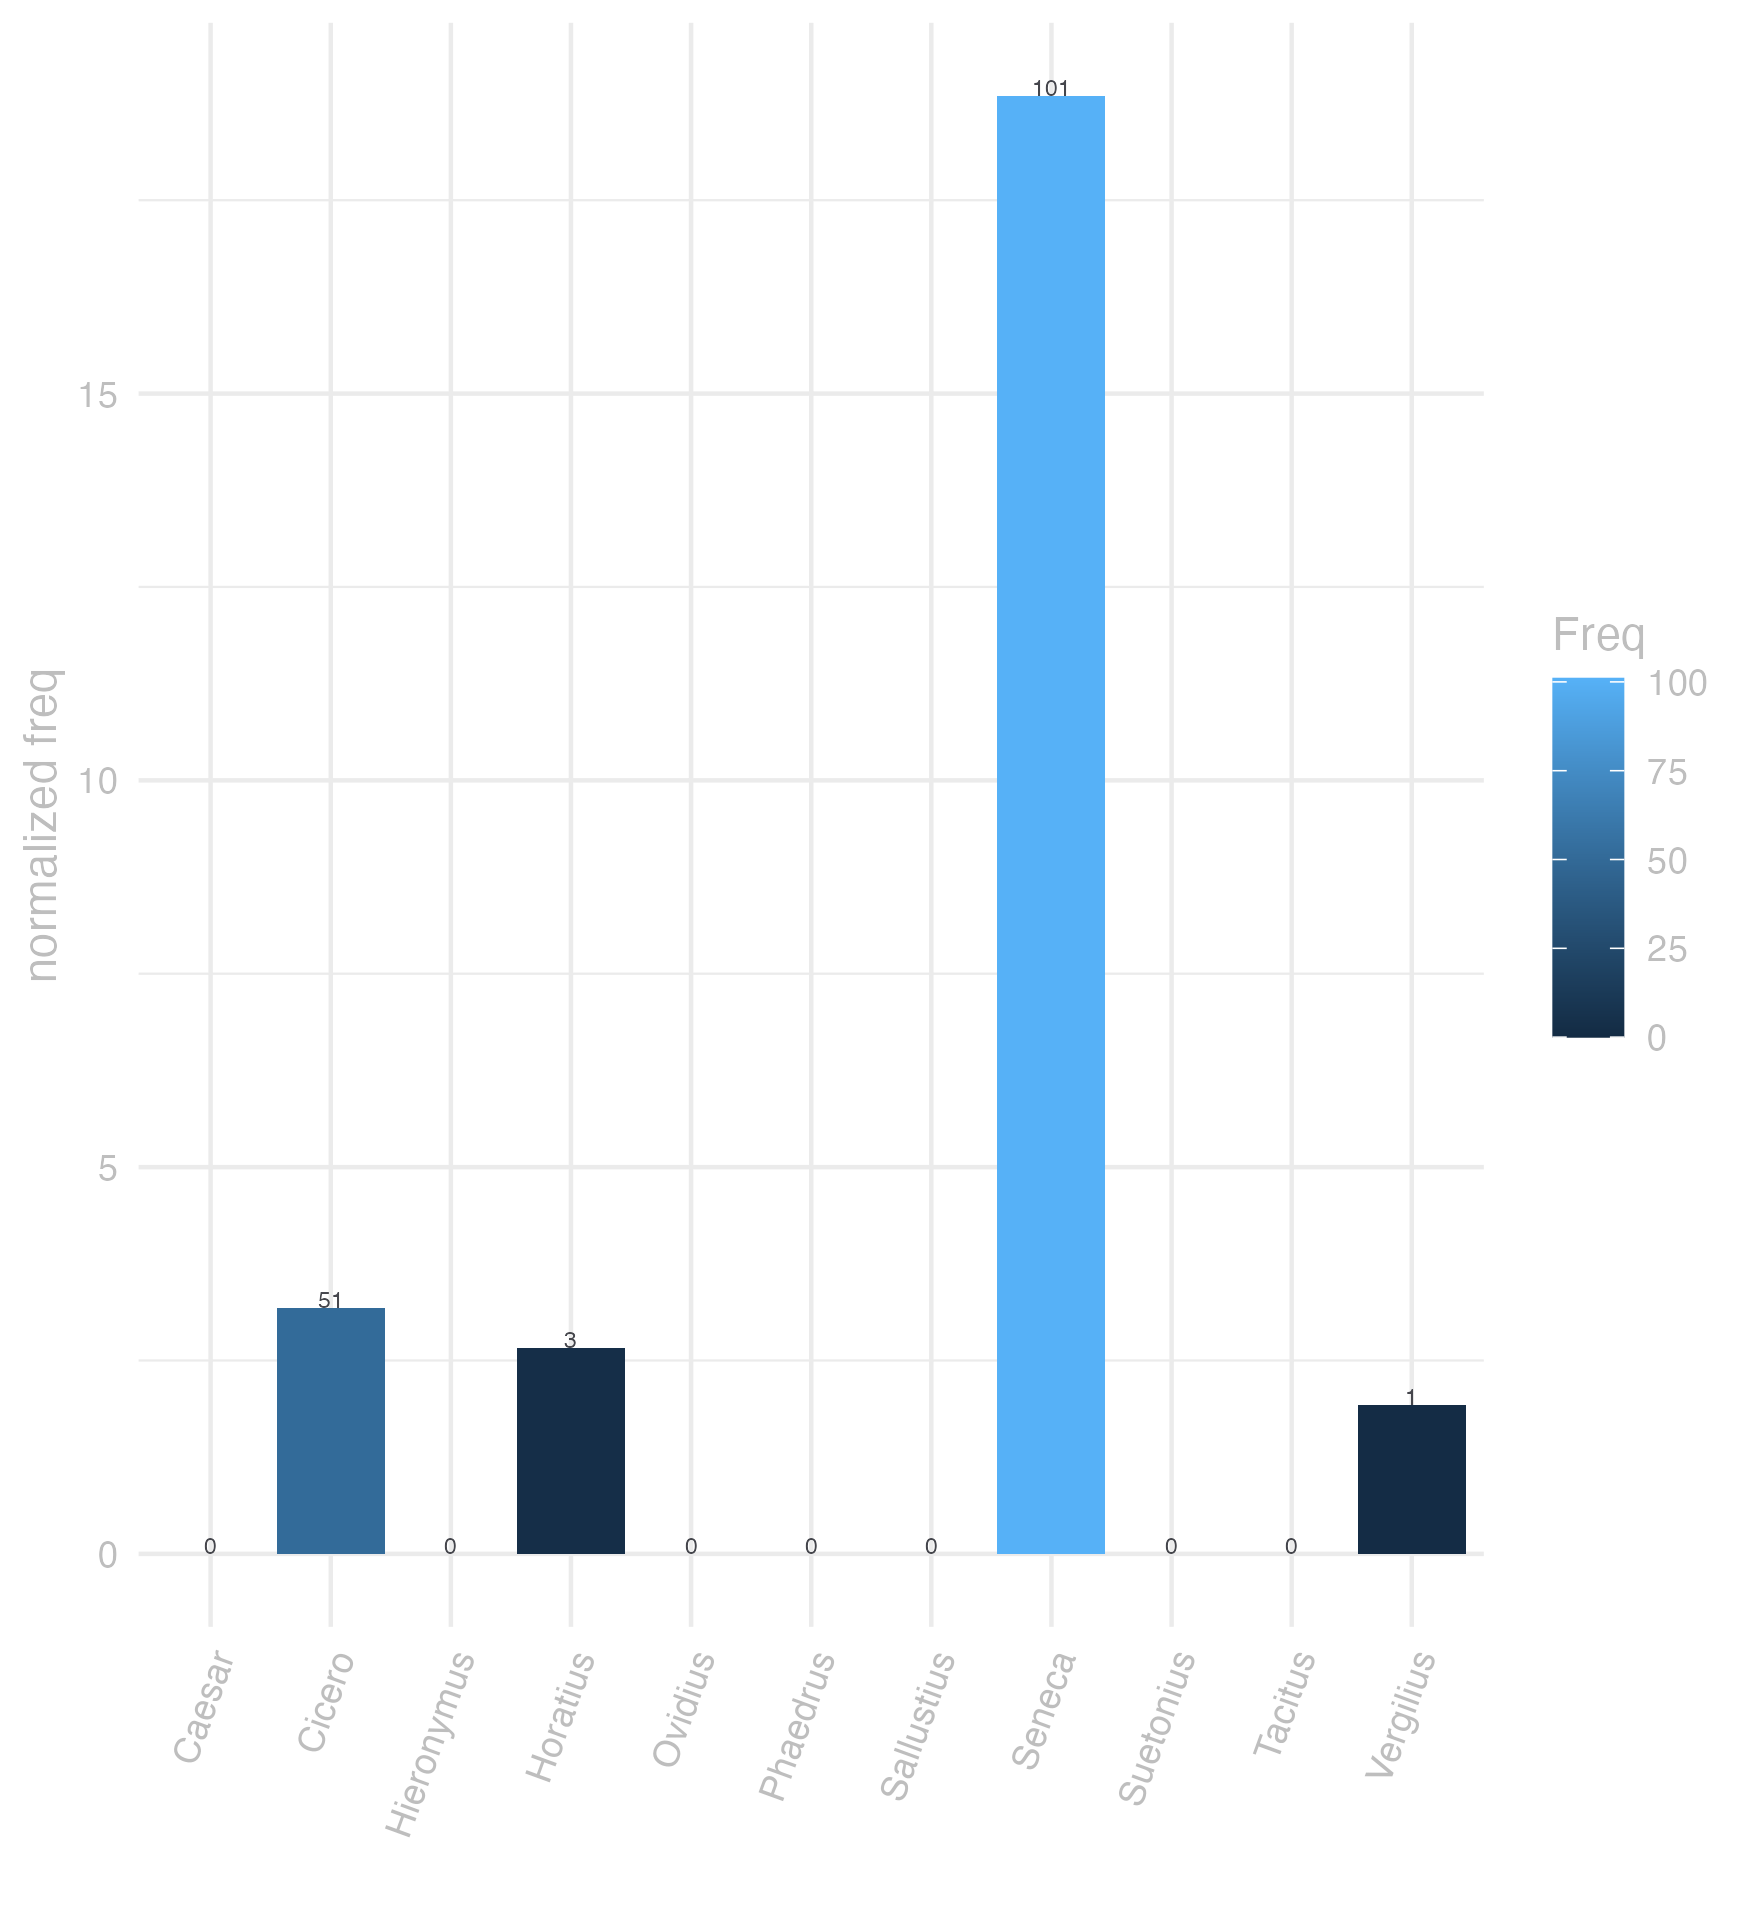 101
15
Freq
100
normalized freq
10
75
50
25
0
5
51
3
1
0
0
0
0
0
0
0
0
Caesar
Cicero
Hieronymus
Horatius
Ovidius
Phaedrus
Sallustius
Seneca
Suetonius
Tacitus
Vergilius